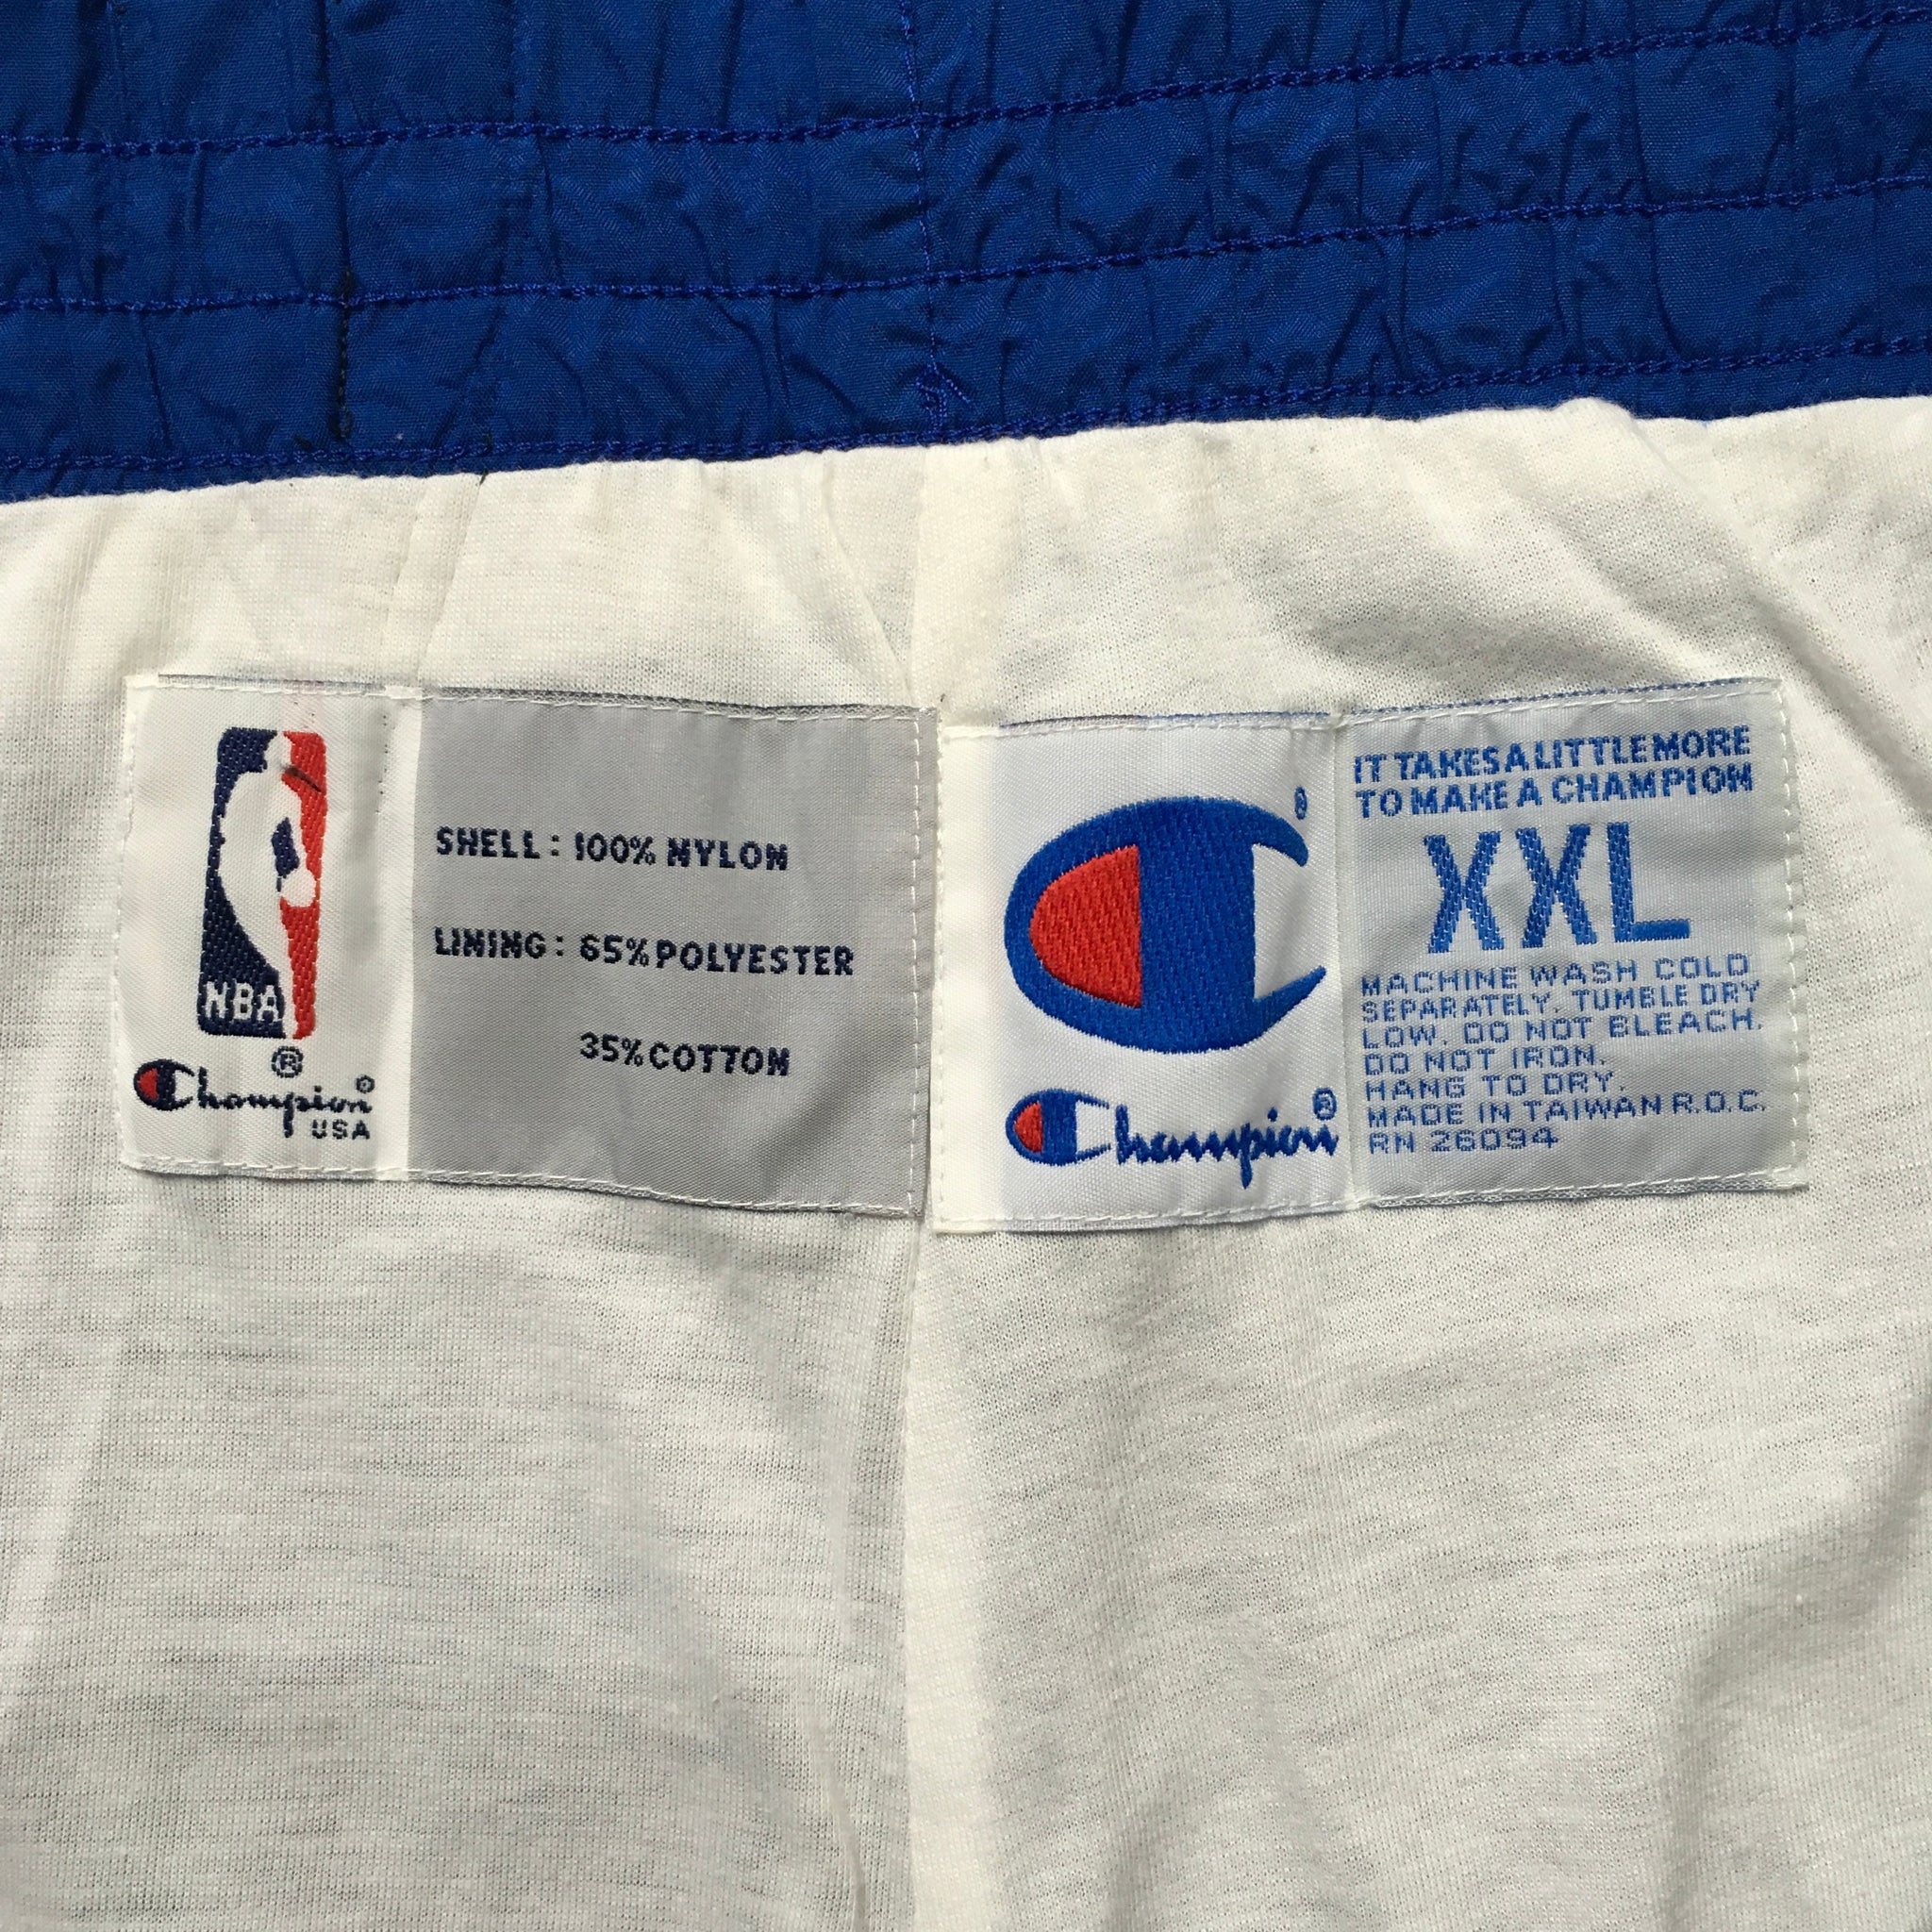 NBA
®
Champion®
USA
SHELL: 100% NYLON
LINING: 65% POLYESTER
35% COTTON
®
Champion®
IT TAKES A LITTLE MORE
TO MAKE A CHAMPION
XXL
MACHINE WASH COLD
SEPARATELY. TUMBLE DRY
LOW. DO NOT BLEACH.
DO NOT IRON.
HANG TO DRY.
MADE IN TAIWAN R.O.C.
RN 26094